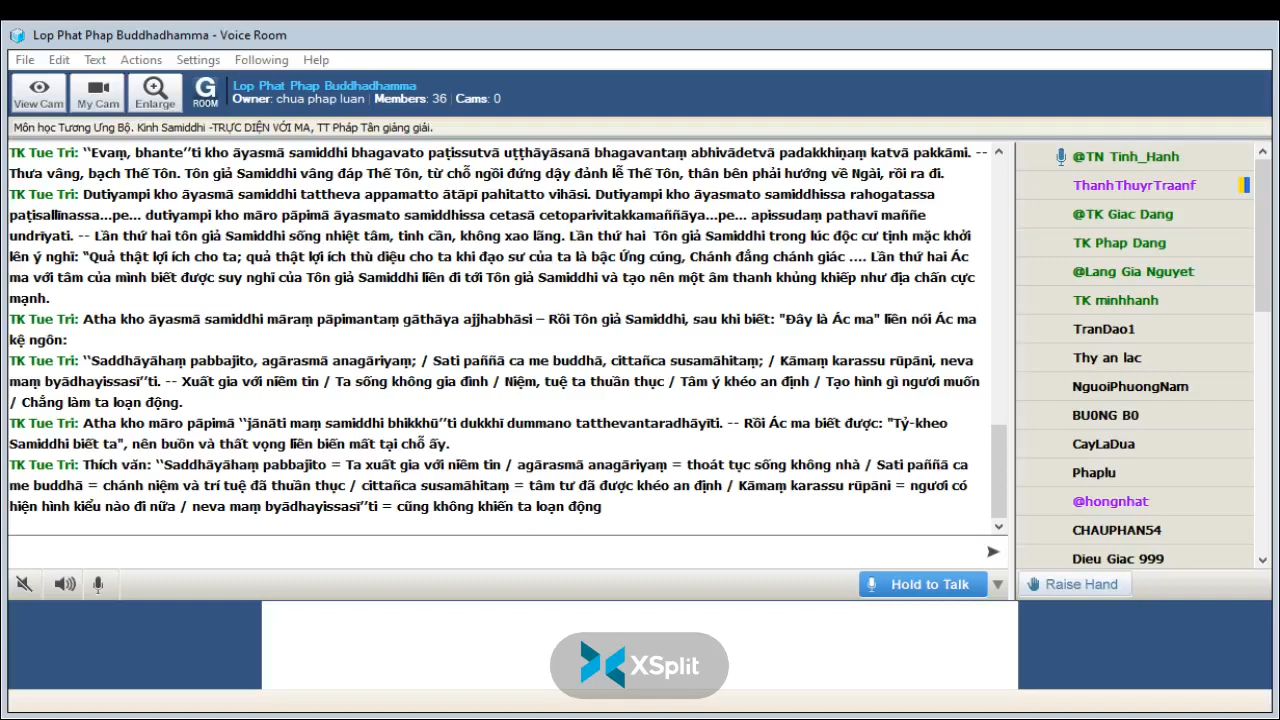 Lop Phat Phap Buddhadhamma - Voice Room
File Edit Text Actions Settings Following Help
View Cam
My Cam
Enlarge
G ROOM
Lop Phat Phap Buddhadhamma
Owner: chua phap luan | Members: 36 | Cams: 0
Môn học Tương Ưng Bộ. Kinh Samiddhi -TRỰC DIỆN VỚI MA, TT Pháp Tân giảng giải.
TK Tue Tri: ‘‘Evaṃ, bhante’’ti kho āyasmā samiddhi bhagavato paṭissutvā uṭṭhāyāsanā bhagavantaṃ abhivādetvā padakkhiṇaṃ katvā pakkāmi. --
Thưa vâng, bạch Thế Tôn. Tôn giả Samiddhi vâng đáp Thế Tôn, từ chỗ ngồi đứng dậy đảnh lễ Thế Tôn, thân bên phải hướng về Ngài, rồi ra đi.
TK Tue Tri: Dutiyampi kho āyasmā samiddhi tattheva appamatto ātāpī pahitatto vihāsi. Dutiyampi kho āyasmato samiddhissa rahogatassa
paṭisallīnassa...pe... dutiyampi kho māro pāpimā āyasmato samiddhissa cetasā cetoparivitakkamaññāya...pe... apissudaṃ pathavī maññe
undrīyati. -- Lần thứ hai tôn giả Samiddhi sống nhiệt tâm, tinh cần, không xao lãng. Lần thứ hai Tôn giả Samiddhi trong lúc độc cư tịnh mặc khởi
lên ý nghĩ: “Quả thật lợi ích cho ta; quả thật lợi ích thù diệu cho ta khi đạo sư của ta là bậc Ứng cúng, Chánh đẳng chánh giác .... Lần thứ hai Ác
ma với tâm của mình biết được suy nghĩ của Tôn giả Samiddhi liền đi tới Tôn giả Samiddhi và tạo nên một âm thanh khủng khiếp như địa chấn cực
mạnh.
TK Tue Tri: Atha kho āyasmā samiddhi māraṃ pāpimantaṃ gāthāya ajjhabhāsi – Rồi Tôn giả Samiddhi, sau khi biết: "Đây là Ác ma" liền nói Ác ma
kệ ngôn:
TK Tue Tri: ‘‘Saddhāyāhaṃ pabbajito, agārasmā anagāriyaṃ; / Sati paññā ca me buddhā, cittañca susamāhitaṃ; / Kāmaṃ karassu rūpāni, neva
maṃ byādhayissasī’’ti. -- Xuất gia với niềm tin / Ta sống không gia đình / Niệm, tuệ ta thuần thục / Tâm ý khéo an định / Tạo hình gì ngươi muốn
/ Chẳng làm ta loạn động.
TK Tue Tri: Atha kho māro pāpimā ‘‘jānāti maṃ samiddhi bhikkhū’’ti dukkhī dummano tatthevantaradhāyīti. -- Rồi Ác ma biết được: "Tỷ-kheo
Samiddhi biết ta", nên buồn và thất vọng liền biến mất tại chỗ ấy.
TK Tue Tri: Thích văn: ‘‘Saddhāyāhaṃ pabbajito = Ta xuất gia với niềm tin / agārasmā anagāriyaṃ = thoát tục sống không nhà / Sati paññā ca
me buddhā = chánh niệm và trí tuệ đã thuần thục / cittañca susamāhitaṃ = tâm tư đã được khéo an định / Kāmaṃ karassu rūpāni = ngươi có
hiện hình kiểu nào đi nữa / neva maṃ byādhayissasī’’ti = cũng không khiến ta loạn động
@TN Tinh_Hanh
ThanhThuyrTraanf
@TK Giac Dang
TK Phap Dang
@Lang Gia Nguyet
TK minhhanh
TranDao1
Thy an lac
NguoiPhuongNam
BU0NG B0
CayLaDua
Phaplu
@hongnhat
CHAUPHAN54
Dieu Giac 999
Hold to Talk
Raise Hand
XSplit